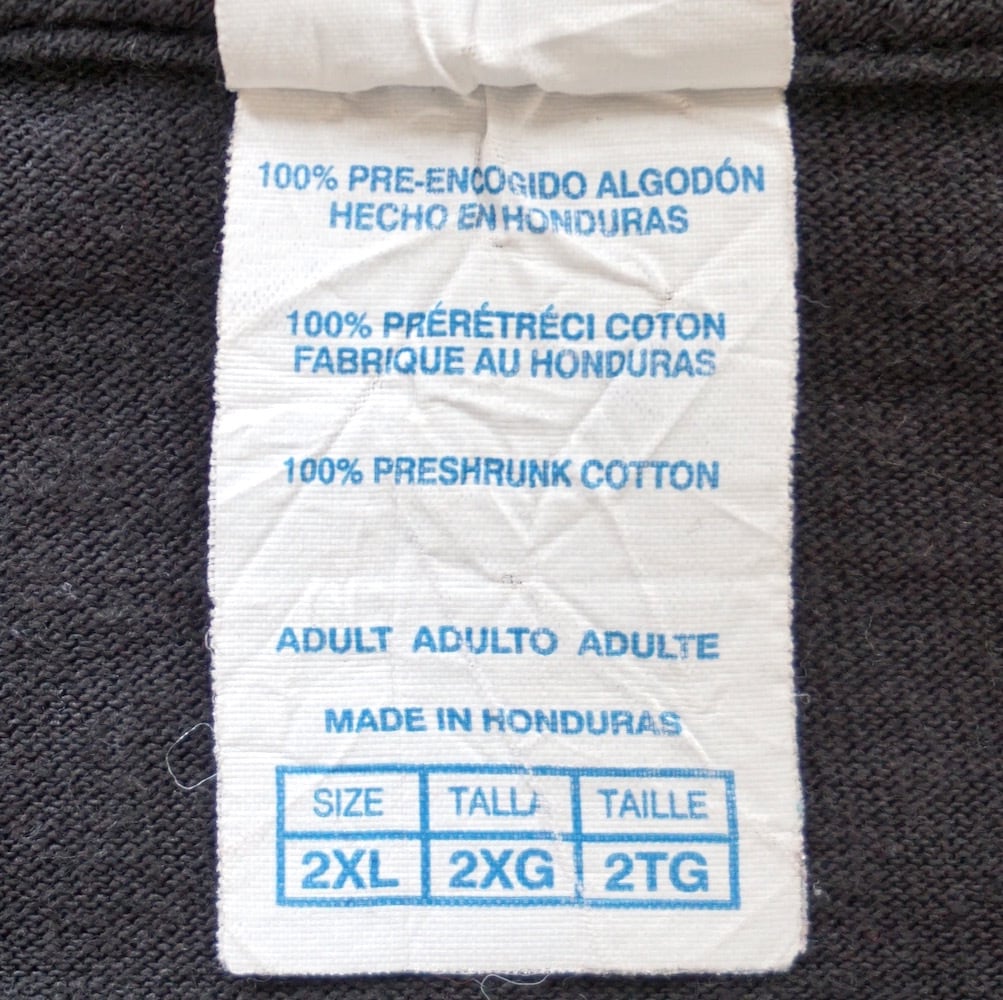 100% PRE-ENCOGIDO ALGODÓN
HECHO EN HONDURAS
100% PRÉRÉTRÉCI COTON
FABRIQUE AU HONDURAS
100% PRESHRUNK COTTON
ADULT ADULTO ADULTE
MADE IN HONDURAS
SIZE TALLA TAILLE
2XL 2XG 2TG